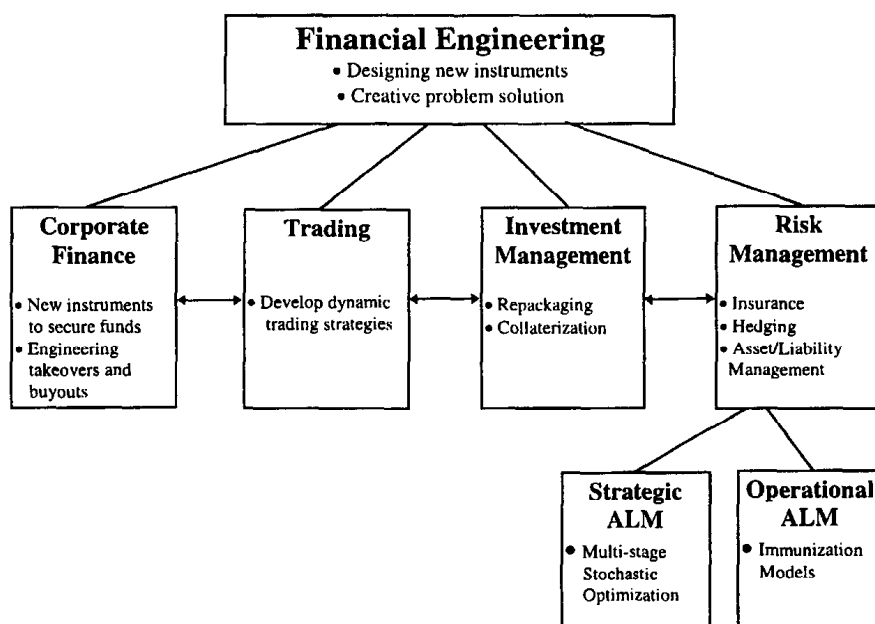 Financial Engineering
• Designing new instruments
• Creative problem solution
Corporate
Finance
• New instruments
to secure funds
• Engineering
takeovers and
buyouts
Trading
• Develop dynamic
trading strategies
Investment
Management
• Repackaging
• Collaterization
Risk
Management
• Insurance
• Hedging
• Asset/Liability
Management
Strategic
ALM
• Multi-stage
Stochastic
Optimization
Operational
ALM
• Immunization
Models